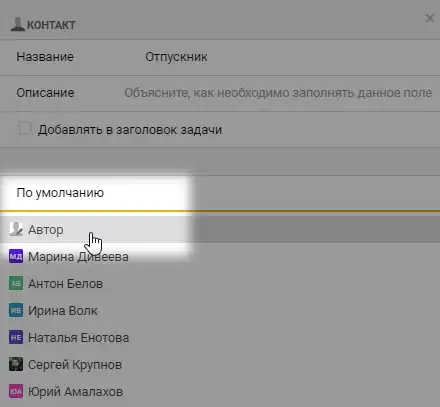 КОНТАКТ
Название Отпускник
Описание Объясните, как необходимо заполнять данное поле
Добавлять в заголовок задачи
По умолчанию
Автор
МД Марина Дивеева
АБ Антон Белов
ИВ Ирина Волк
НЕ Наталья Енотова
Сергей Крупнов
ЮА Юрий Амалахов